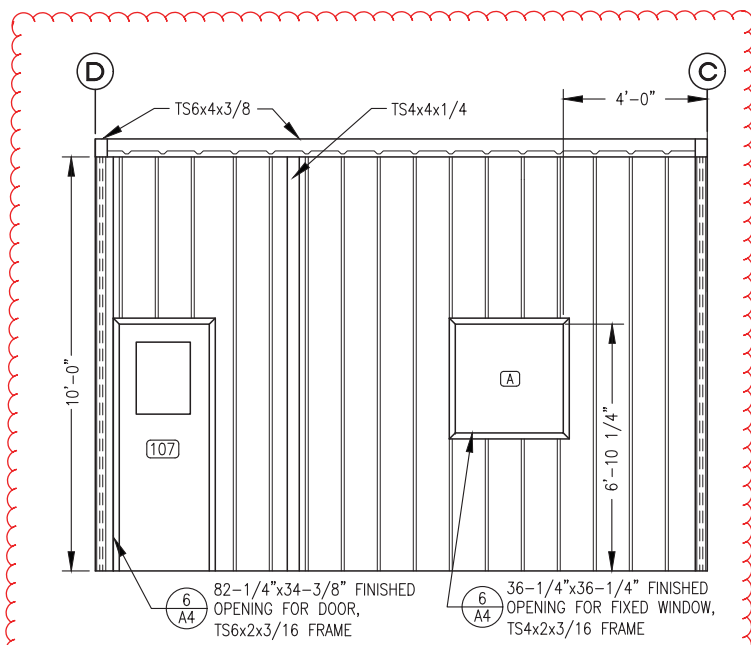 D
C
TS6x4x3/8
TS4x4x1/4
4'-0"
10'-0"
A
107
6'-10 1/4"
6
A4
82-1/4"x34-3/8" FINISHED
OPENING FOR DOOR,
TS6x2x3/16 FRAME
6
A4
36-1/4"x36-1/4" FINISHED
OPENING FOR FIXED WINDOW,
TS4x2x3/16 FRAME